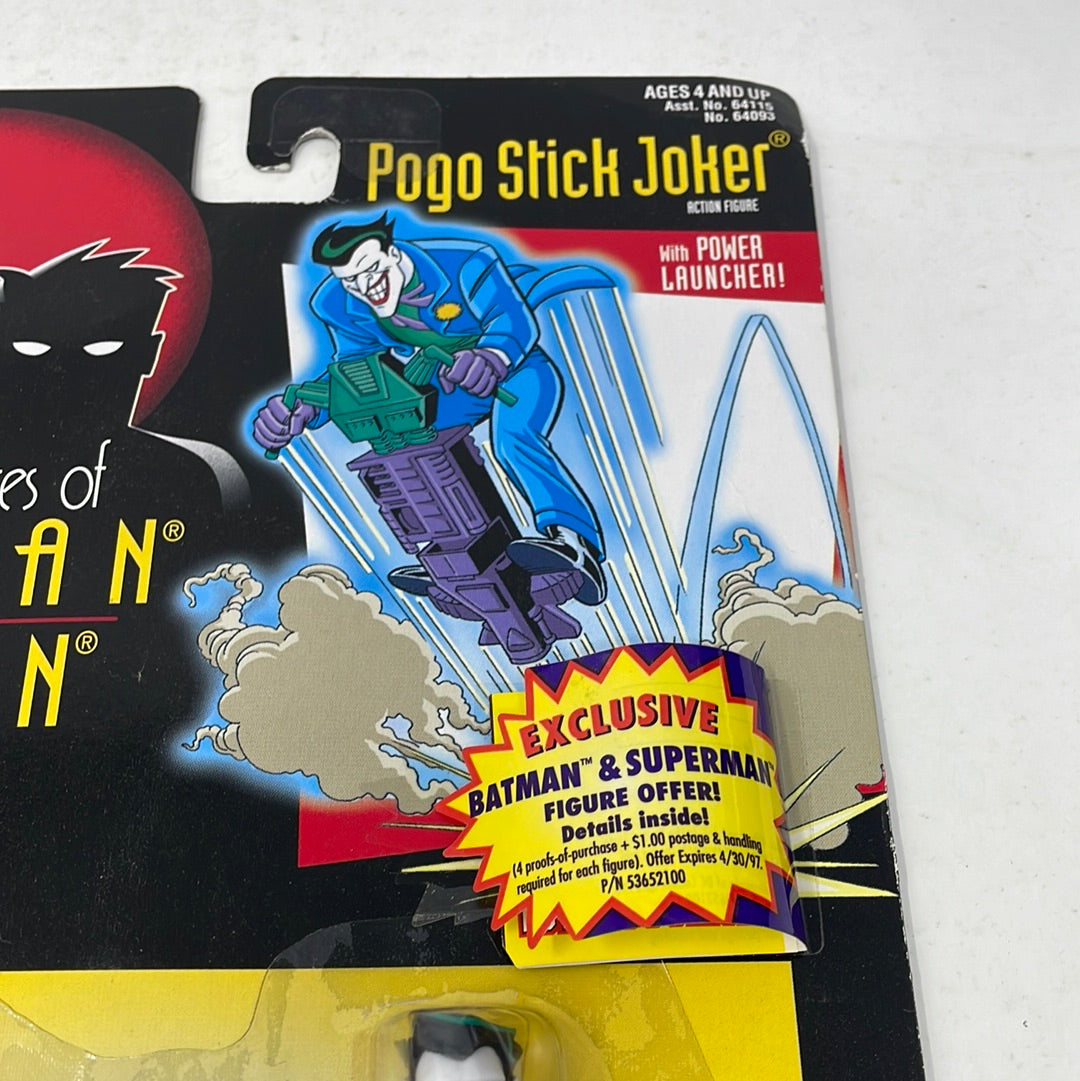 AGES 4 AND UP
Asst. No. 64115
No. 64093
Pogo Stick Joker®
ACTION FIGURE
With POWER
LAUNCHER!
es of
AN®
N®
EXCLUSIVE
BATMAN™ & SUPERMAN™
FIGURE OFFER!
Details inside!
(4 proofs-of-purchase + $1.00 postage & handling
required for each figure). Offer Expires 4/30/97.
P/N 53652100